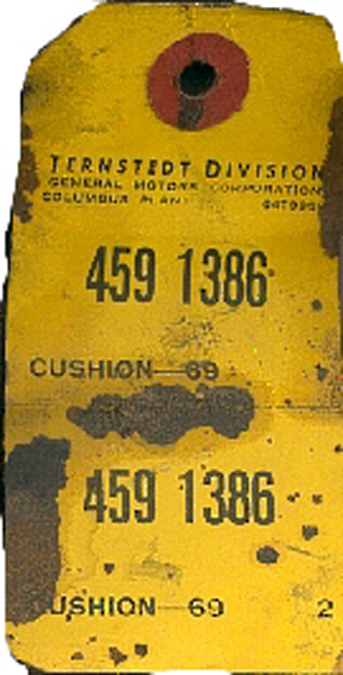 TERNSTEDT DIVISION
GENERAL MOTORS CORPORATION
COLUMBUS PLANT
459 1386
CUSHION—69
459 1386
CUSHION—69 2